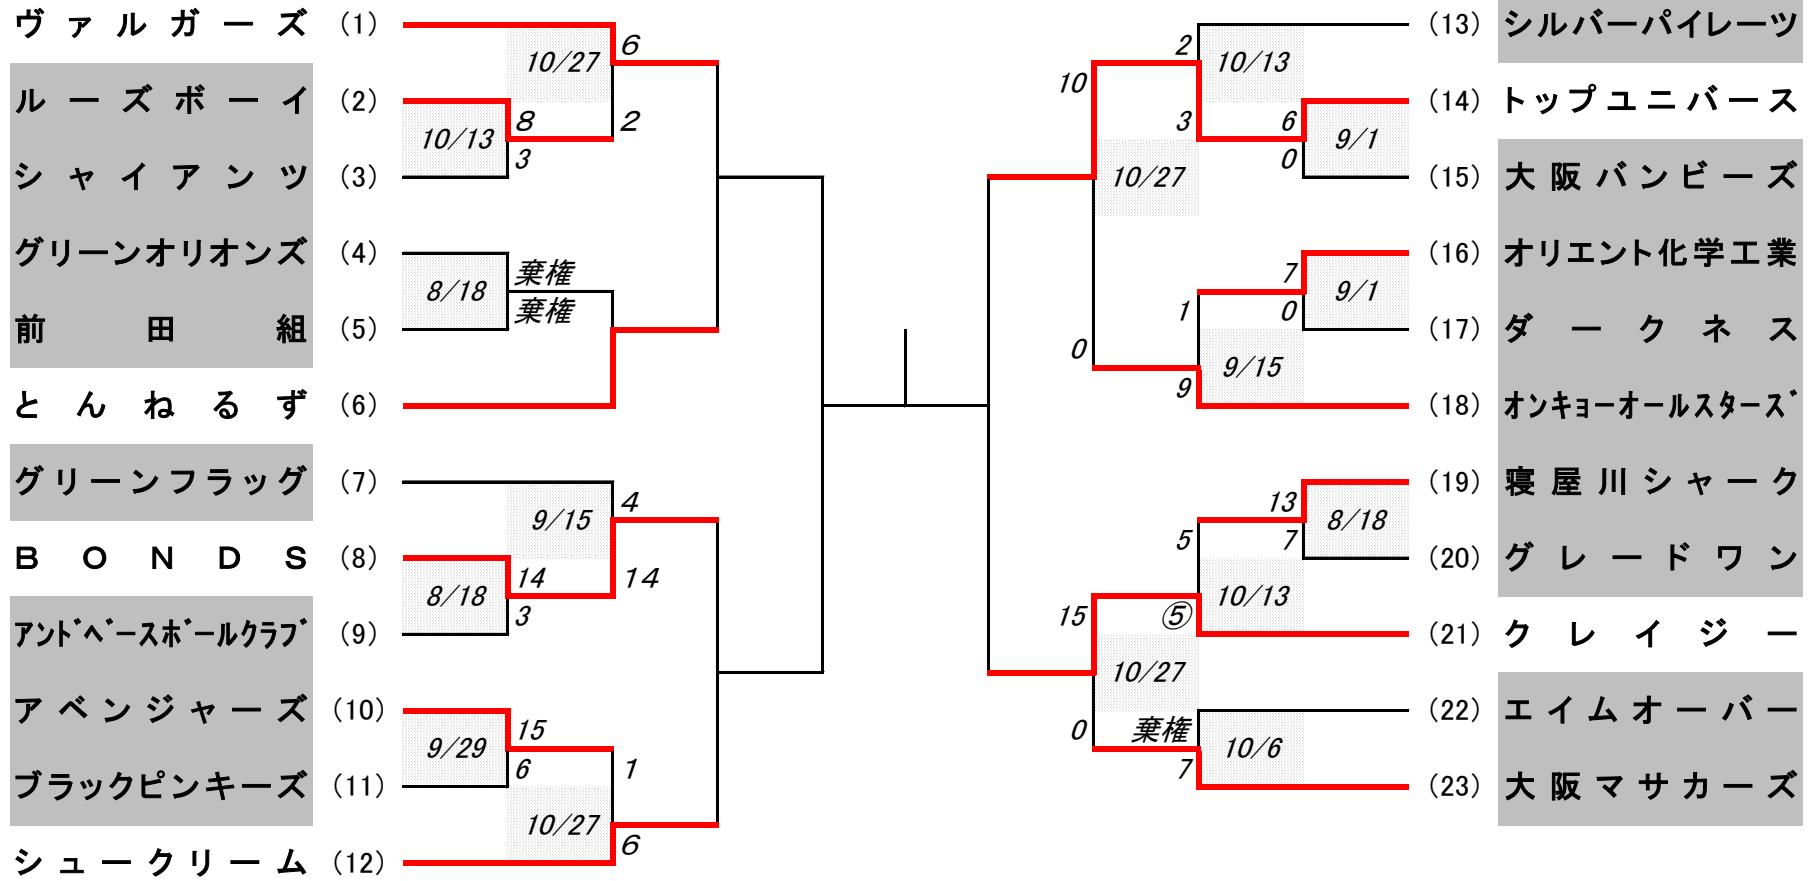 ヴァルガーズ (1)
6
10/27
ルーズボーイ (2)
8
2
10/13
3
シャイアンツ (3)
グリーンオリオンズ (4)
棄権
8/18
棄権
前田組 (5)
とんねるず (6)
グリーンフラッグ (7)
4
9/15
BONDS (8)
14
14
8/18
3
アンドベースボールクラブ (9)
アベンジャーズ (10)
15
9/29
6
1
ブラックピンキーズ (11)
10/27
6
シュークリーム (12)
(13) シルバーパイレーツ
2
10/13
10
(14) トップユニバース
3
6
9/1
0
(15) 大阪バンビーズ
10/27
(16) オリエント化学工業
7
9/1
1
0
(17) ダークネス
0
9/15
9
(18) オンキョーオールスターズ
(19) 寝屋川シャーク
13
8/18
5
7
(20) グレードワン
10/13
15
⑤
(21) クレイジー
10/27
(22) エイムオーバー
0
棄権
10/6
7
(23) 大阪マサカーズ